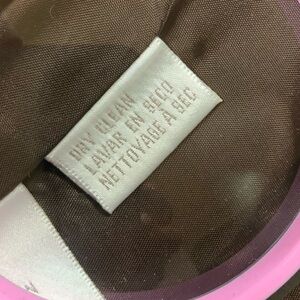 DRY CLEAN
LAVAR EN SECO
NETTOYAGE À SEC